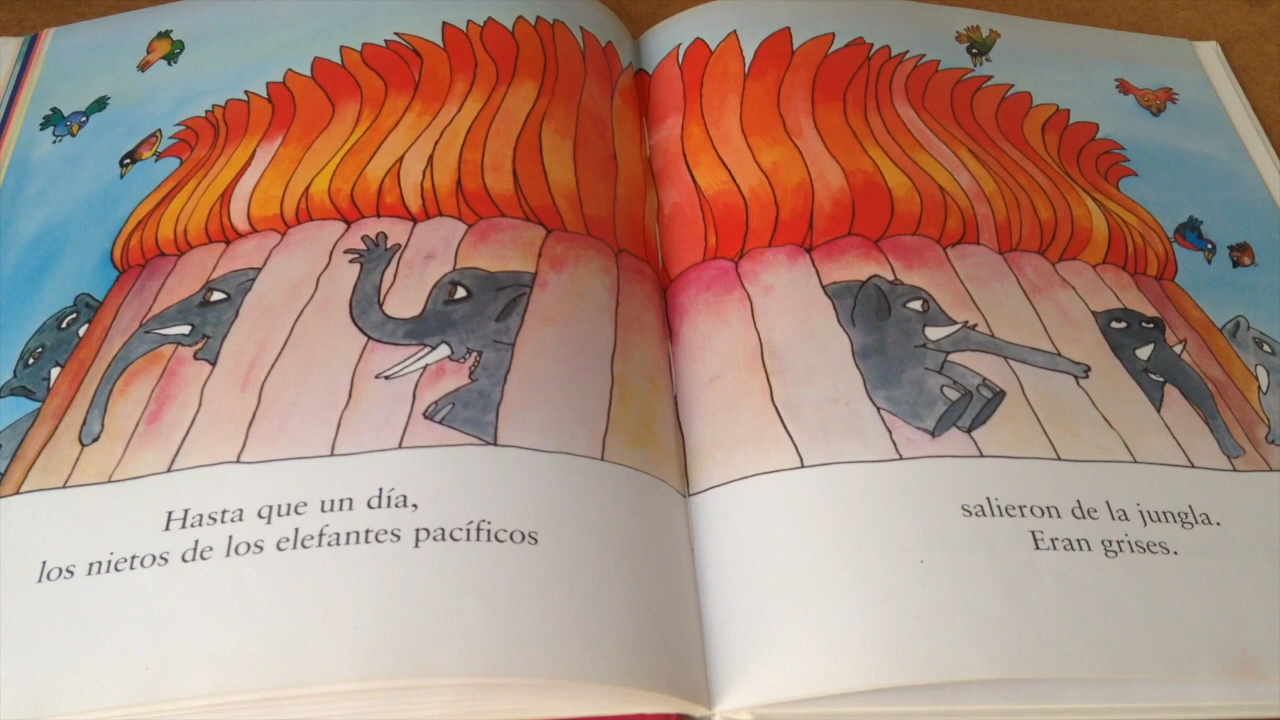 Hasta que un día,
los nietos de los elefantes pacíficos
salieron de la jungla.
Eran grises.